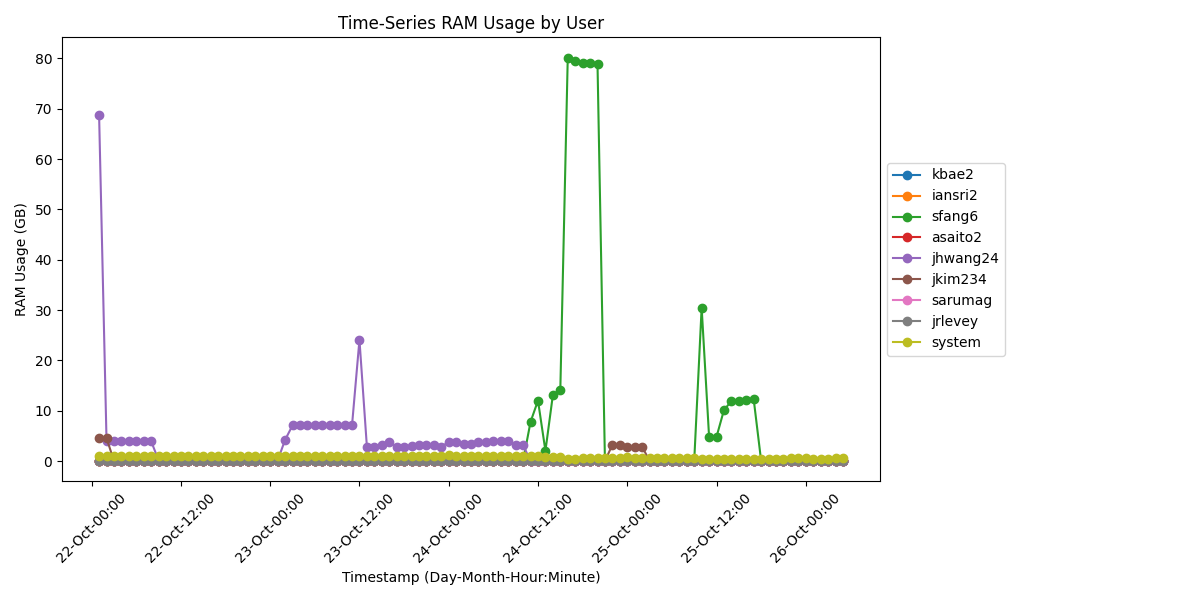 Time-Series RAM Usage by User
RAM Usage (GB)
80
70
60
50
40
30
20
10
0
22-Oct-00:00
22-Oct-12:00
23-Oct-00:00
23-Oct-12:00
24-Oct-00:00
24-Oct-12:00
25-Oct-00:00
25-Oct-12:00
26-Oct-00:00
Timestamp (Day-Month-Hour:Minute)
kbae2
iansri2
sfang6
asaito2
jhwang24
jkim234
sarumag
jrlevey
system